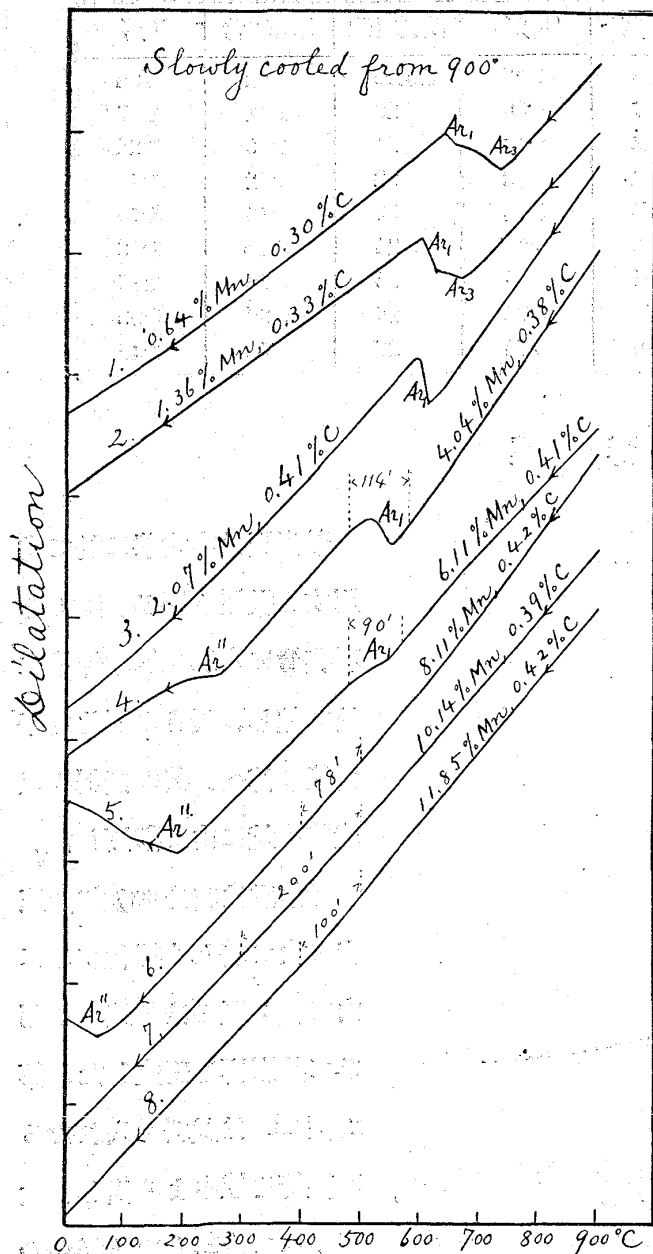 Slowly cooled from 900°
Ar1
Ar3
1. 0.64%Mn, 0.30%C
Ar1
Ar3
2. 1.36%Mn, 0.33%C
Ar1
3. 2.07%Mn, 0.41%C
4.04%Mn, 0.38%C
114'
Ar1
4.
Ar"
6.11%Mn, 0.41%C
90'
Ar1
5.
Ar"
8.11%Mn, 0.42%C
78'
6.
Ar"
10.14%Mn, 0.39%C
200'
7.
11.85%Mn, 0.42%C
100'
8.
Dilatation
0 100 200 300 400 500 600 700 800 900°C